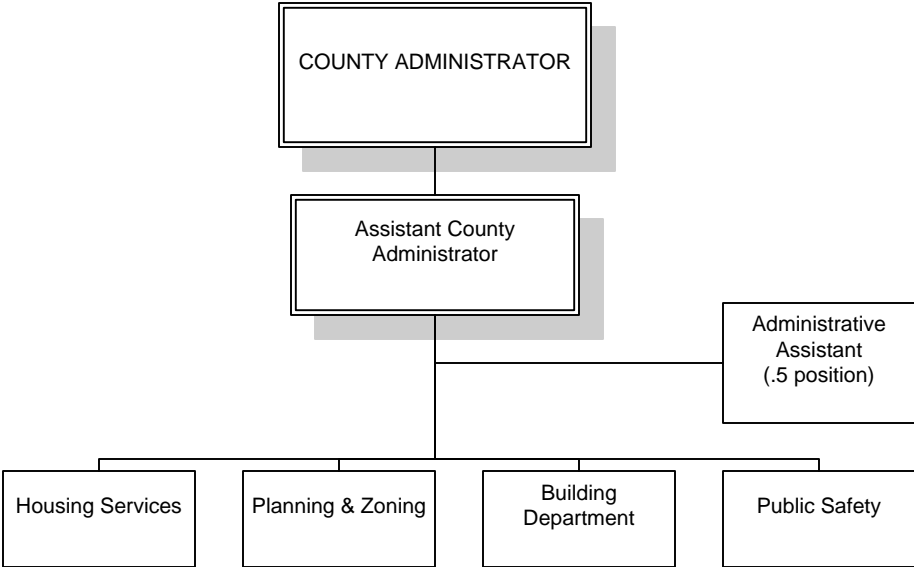 COUNTY ADMINISTRATOR
Assistant County
Administrator
Administrative
Assistant
(.5 position)
Housing Services
Planning & Zoning
Building
Department
Public Safety